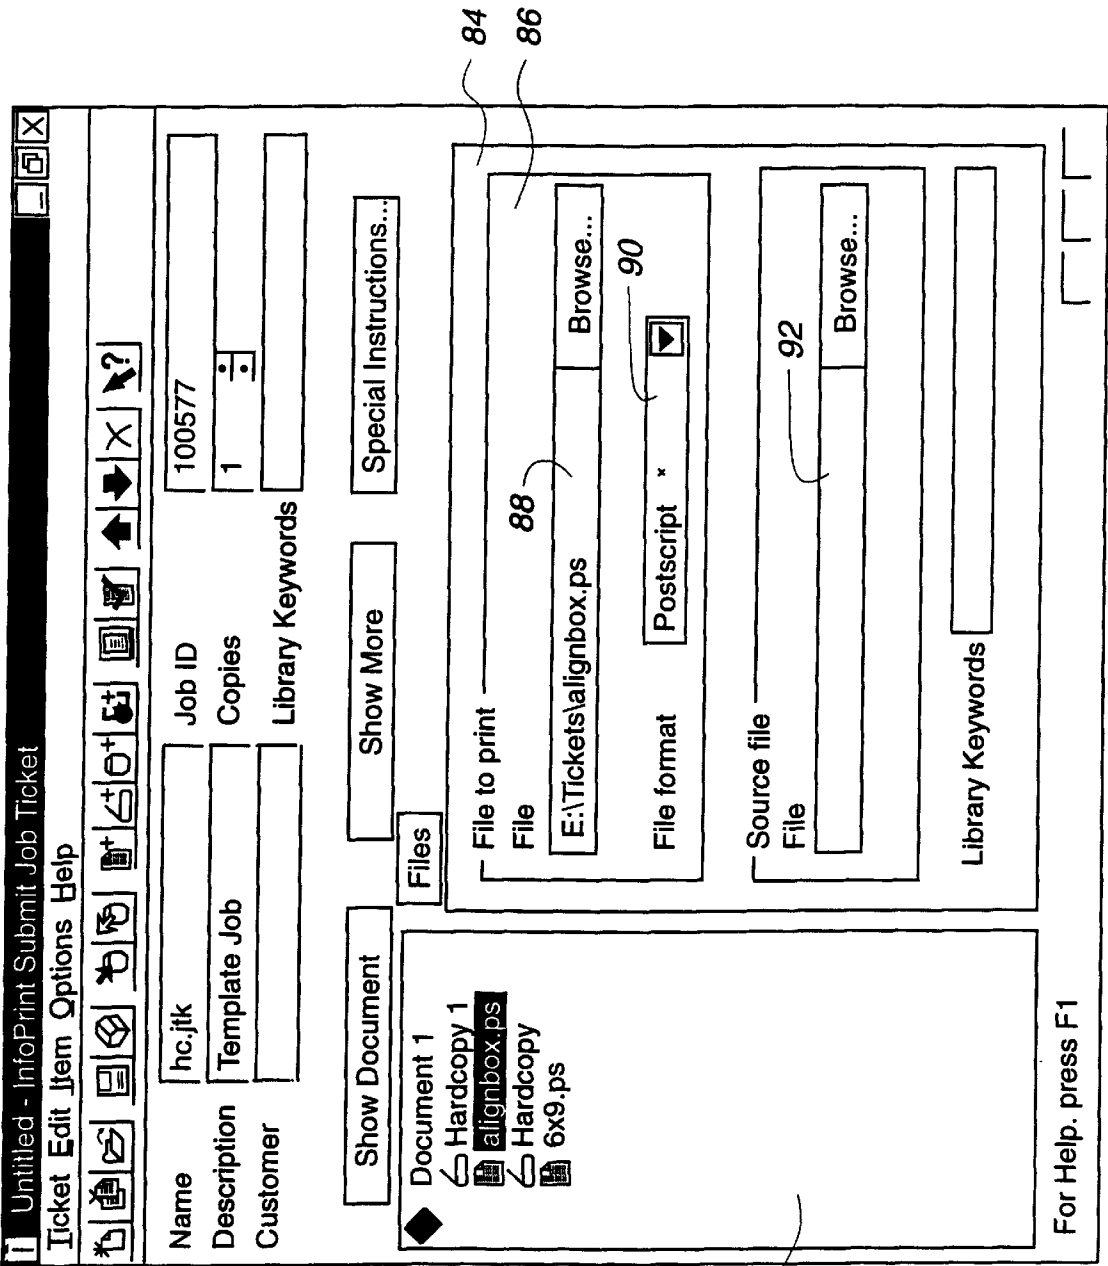 Untitled - InfoPrint Submit Job Ticket
Ticket Edit Item Options Help
Name hc.jtk Job ID 100577
Description Template Job Copies 1
Customer Library Keywords
Show Document Show More Special Instructions...
Files
Document 1
Hardcopy 1
alignbox.ps
Hardcopy
6x9.ps
File to print
File
E:\Tickets\alignbox.ps Browse...
File format Postscript
Source file
File
Browse...
Library Keywords
For Help. press F1
84
86
88
90
92